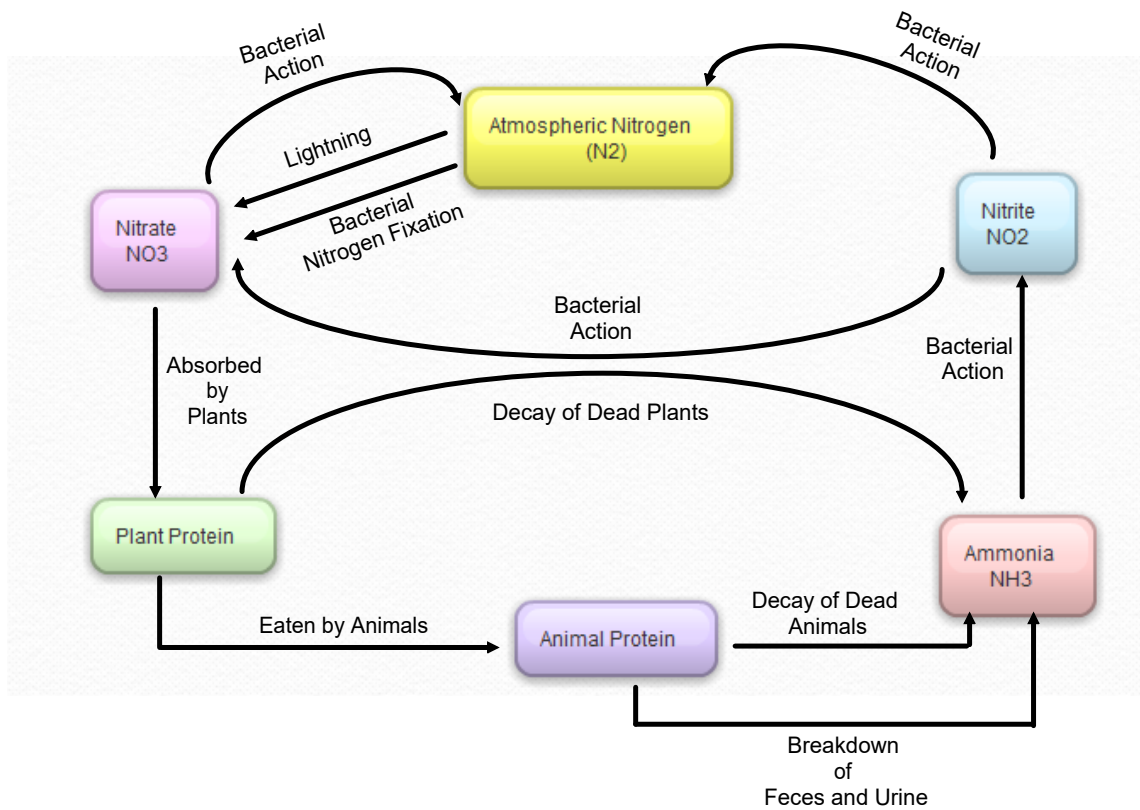 Bacterial
Action
Bacterial
Action
Atmospheric Nitrogen
(N2)
Lightning
Bacterial
Nitrogen Fixation
Nitrate
NO3
Nitrite
NO2
Bacterial
Action
Bacterial
Action
Absorbed
by
Plants
Decay of Dead Plants
Plant Protein
Ammonia
NH3
Eaten by Animals
Animal Protein
Decay of Dead
Animals
Breakdown
of
Feces and Urine